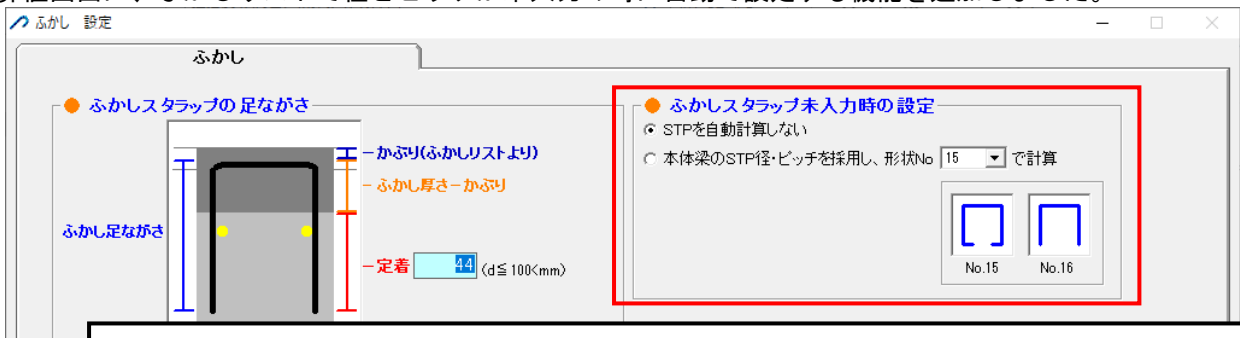 ふかし 設定
ふかし
ふかしスタラップの足ながさ
かぶり(ふかしリストより)
ふかし厚さ－かぶり
ふかし足ながさ
定着 44 (d≦100<mm)
ふかしスタラップ未入力時の設定
STPを自動計算しない
本体梁のSTP径・ピッチを採用し、形状No 15 で計算
No.15 No.16